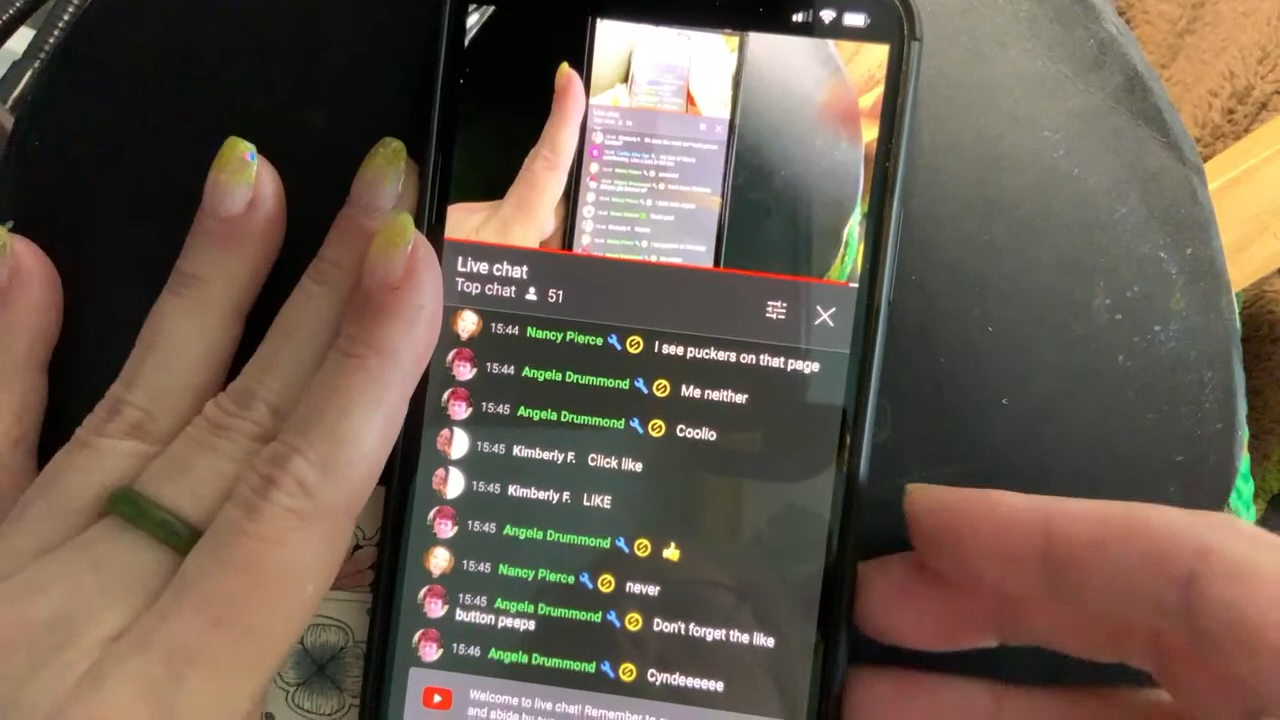 Live chat
Top chat 51
15:44 Nancy Pierce I see puckers on that page
15:44 Angela Drummond Me neither
15:45 Angela Drummond Coollo
15:45 Kimberly F. Click like
15:45 Kimberly F. LIKE
15:45 Angela Drummond 👍
15:45 Nancy Pierce never
15:45 Angela Drummond Don't forget the like
button peeps
15:46 Angela Drummond Cyndeeeeee
Welcome to live chat! Remember to